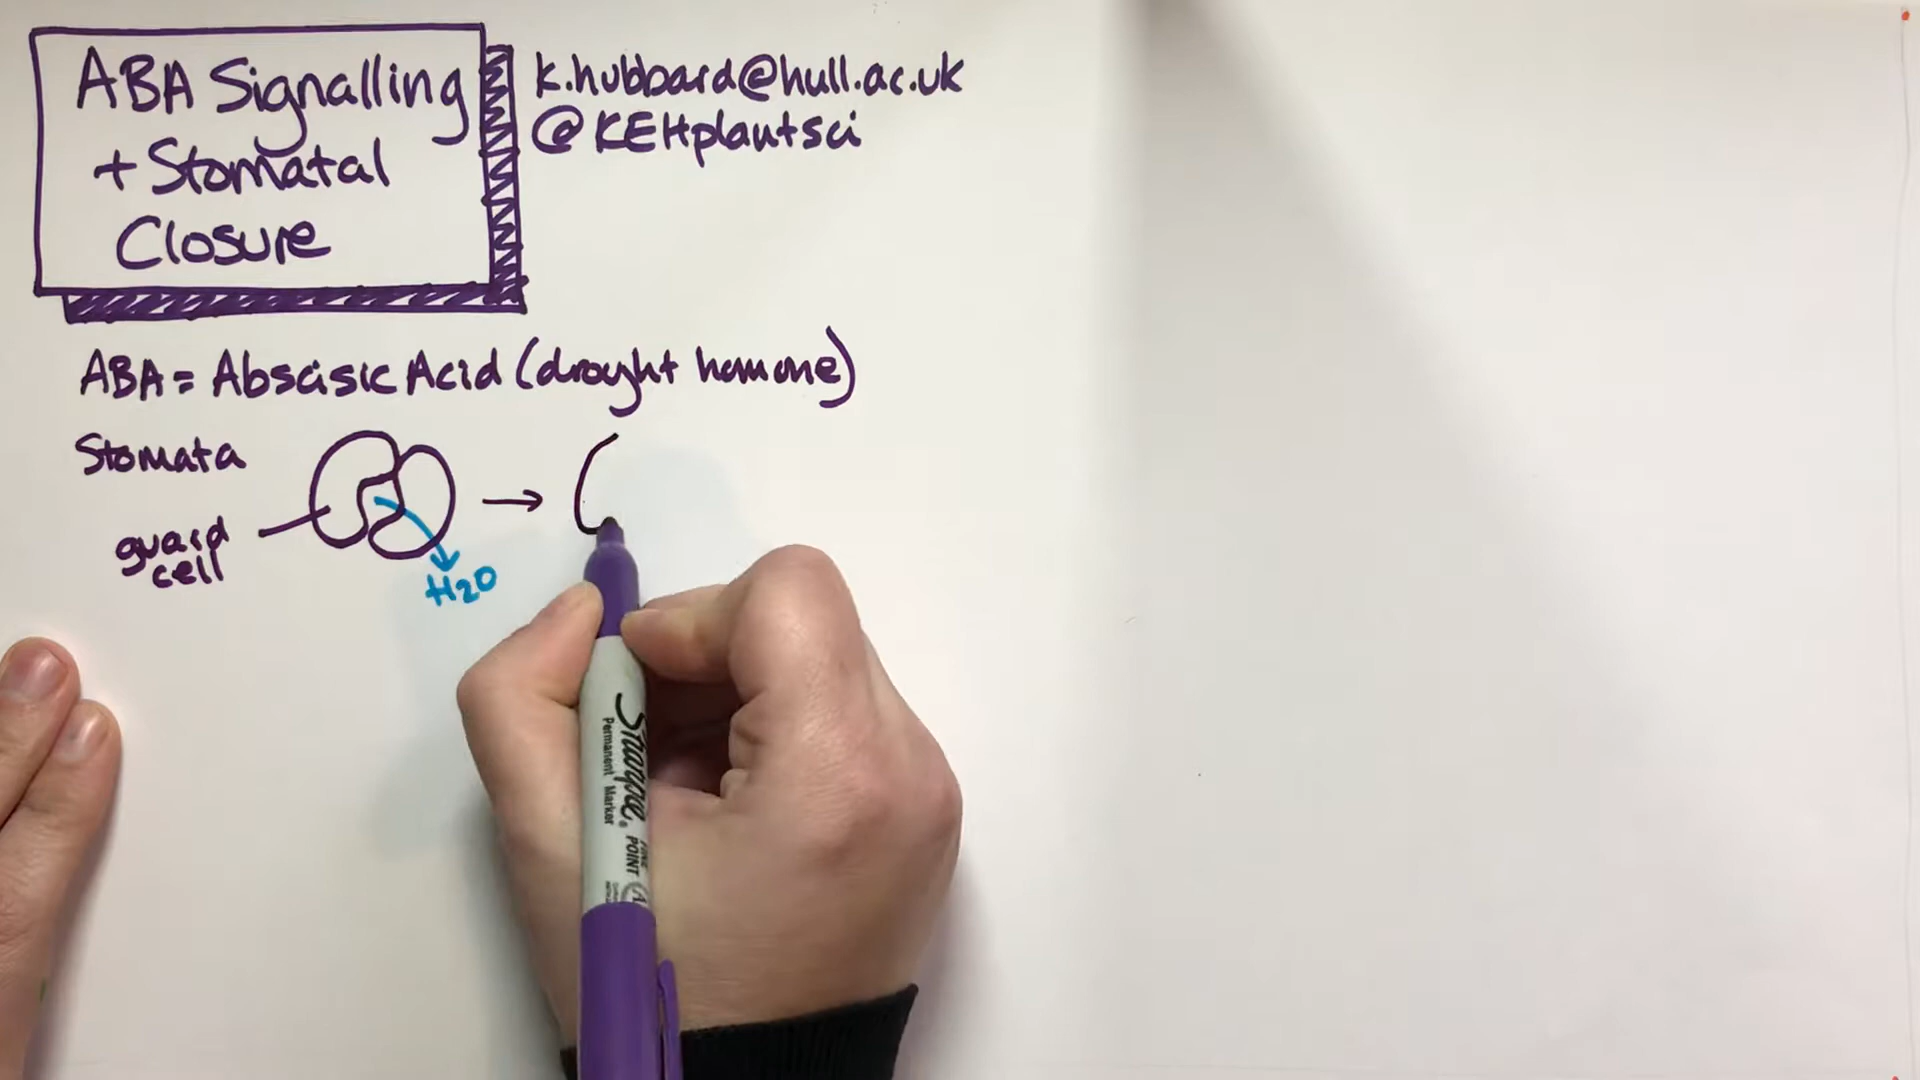 ABA Signalling
+ Stomatal
Closure
k.hubbard@hull.ac.uk
@KEHplantsci
ABA = Abscisic Acid (drought hormone)
Stomata
guard
cell
H2O
Sharpie
Permanent Marker
FINE
POINT